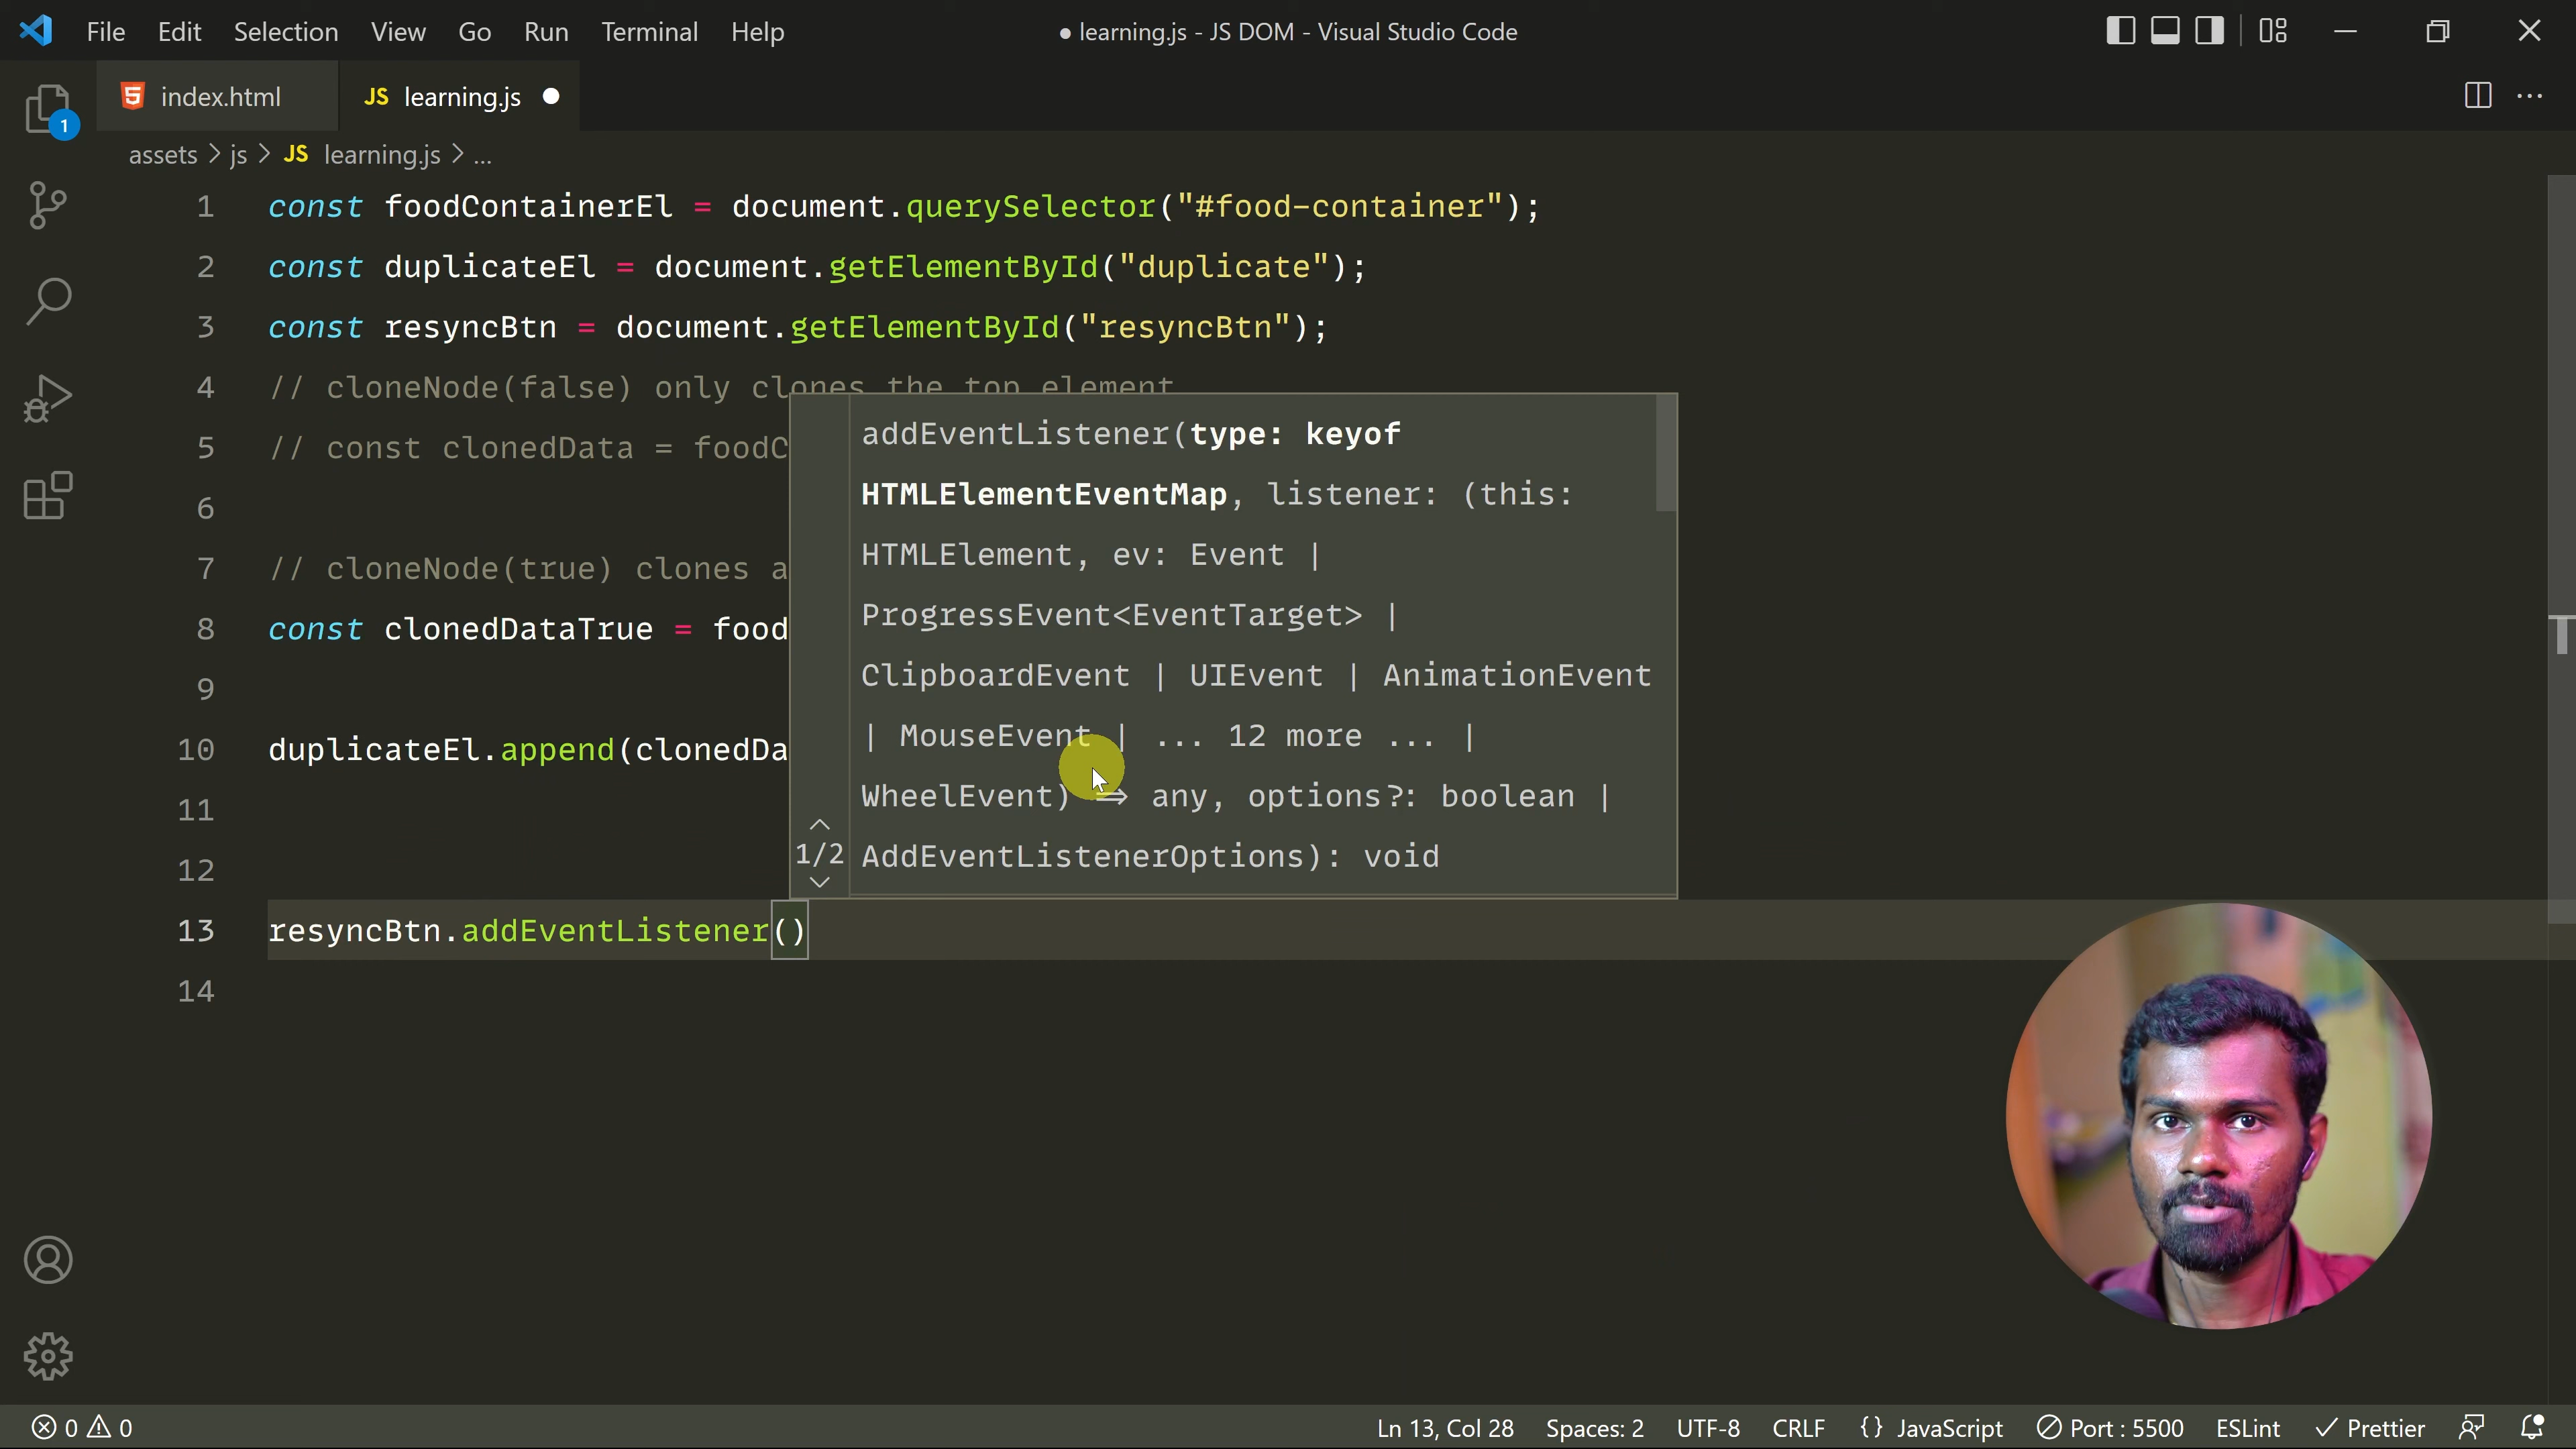 File Edit Selection View Go Run Terminal Help
● learning.js - JS DOM - Visual Studio Code
index.html
JS learning.js ●
1
assets > js > JS learning.js > ...
1 const foodContainerEl = document.querySelector("#food-container");
2 const duplicateEl = document.getElementById("duplicate");
3 const resyncBtn = document.getElementById("resyncBtn");
4 // cloneNode(false) only clones the top element
5 // const clonedData = foodC
6
7 // cloneNode(true) clones a
8 const clonedDataTrue = food
9
10 duplicateEl.append(clonedDa
11
12
13 resyncBtn.addEventListener()
14
addEventListener(type: keyof
HTMLElementEventMap, listener: (this:
HTMLElement, ev: Event |
ProgressEvent<EventTarget> |
ClipboardEvent | UIEvent | AnimationEvent
| MouseEvent | ... 12 more ... |
WheelEvent) => any, options?: boolean |
1/2 AddEventListenerOptions): void
0 0
Ln 13, Col 28 Spaces: 2 UTF-8 CRLF {} JavaScript Port : 5500 ESLint Prettier